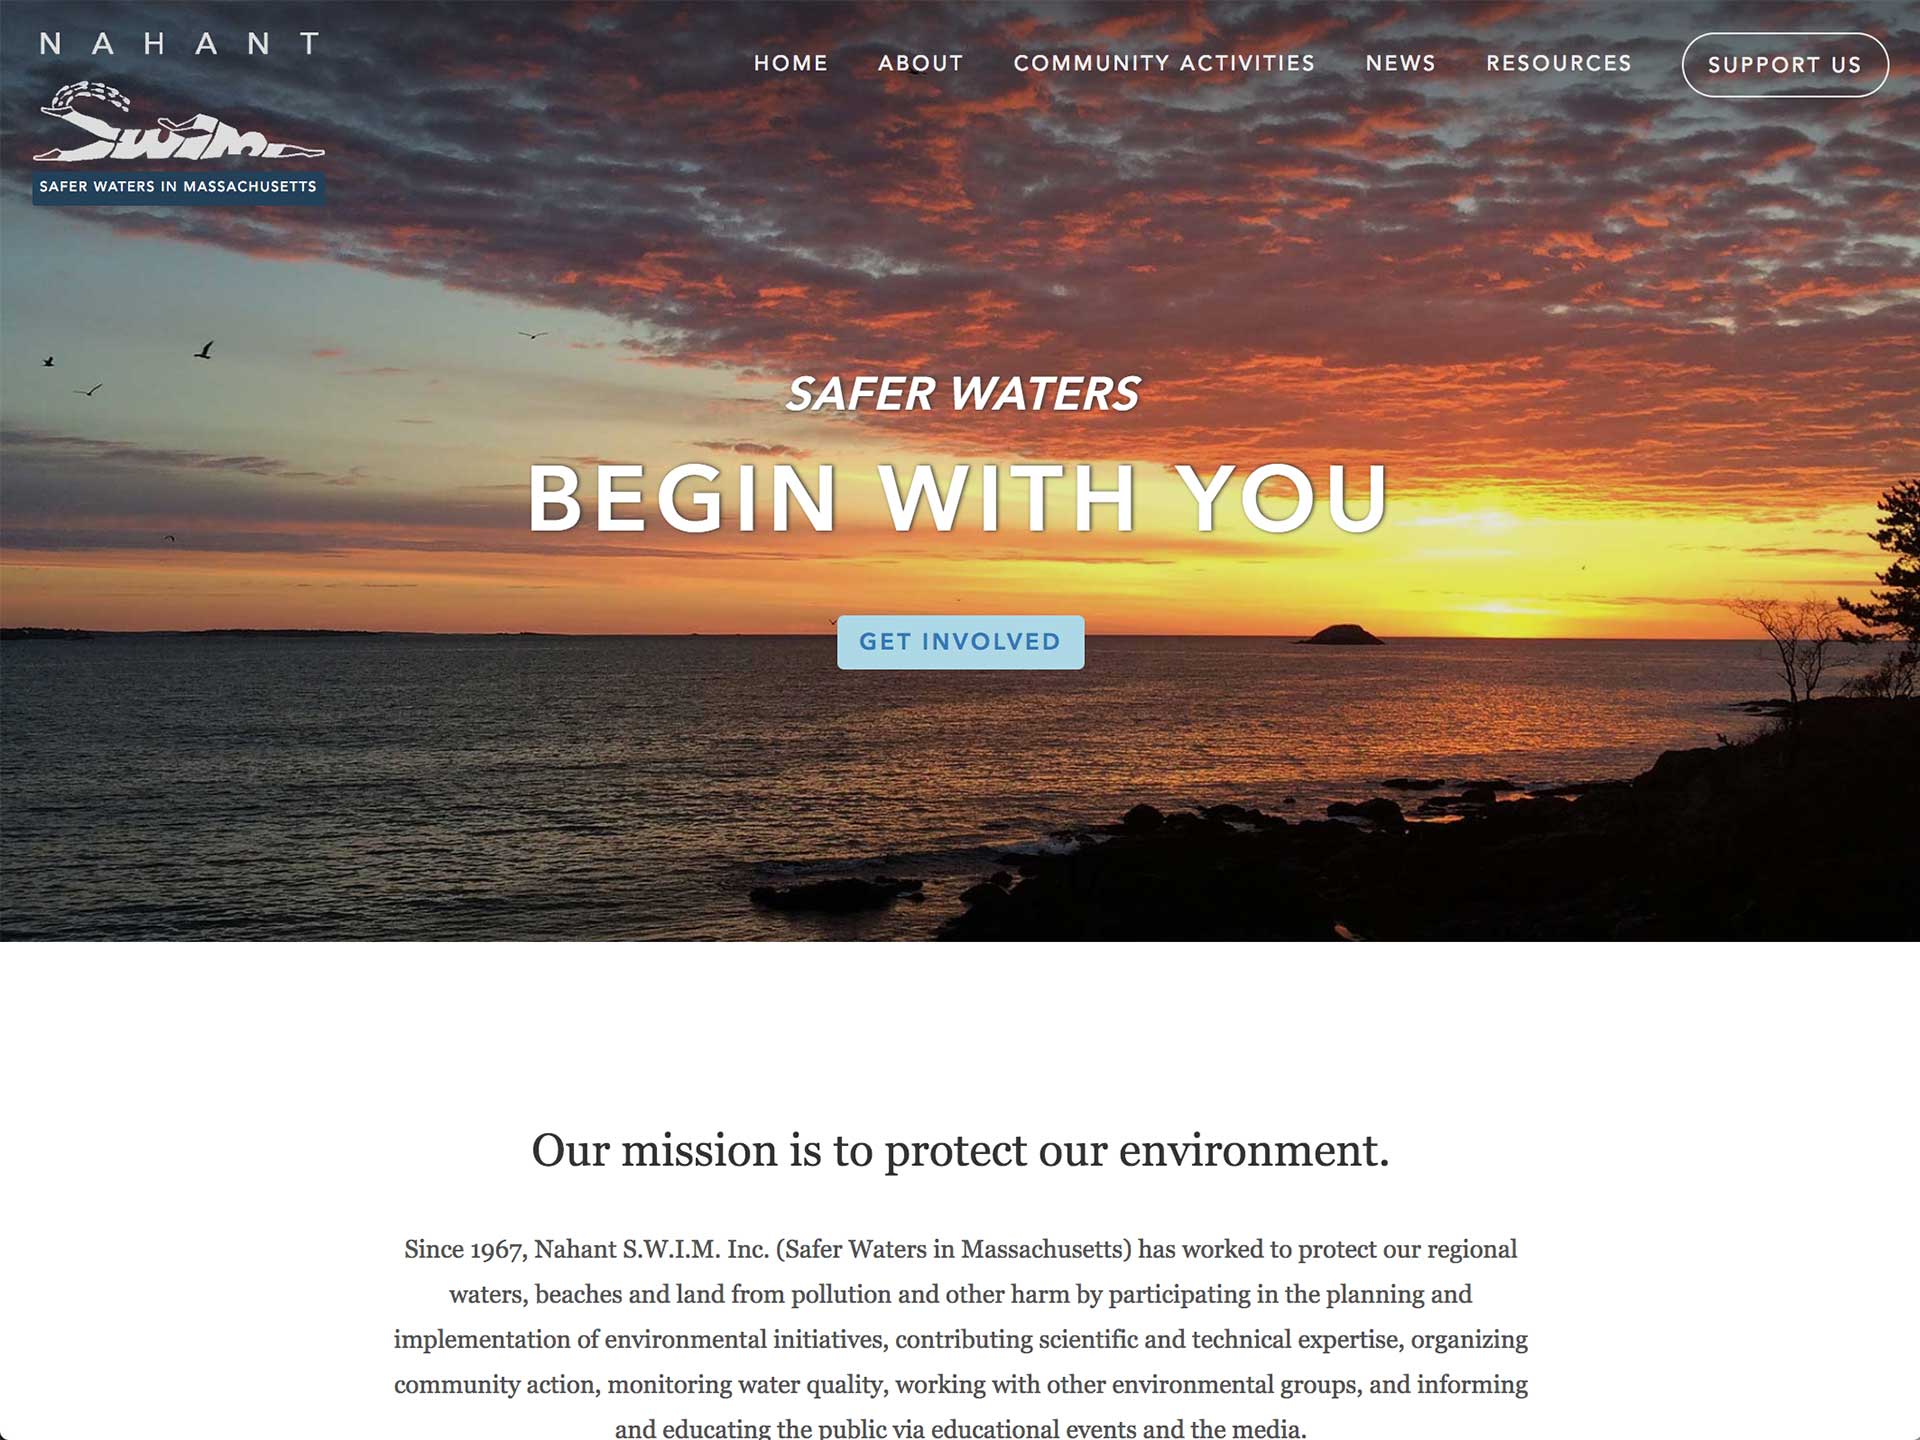 NAHANT
Swim
SAFER WATERS IN MASSACHUSETTS
HOME ABOUT COMMUNITY ACTIVITIES NEWS RESOURCES SUPPORT US
SAFER WATERS
BEGIN WITH YOU
GET INVOLVED
Our mission is to protect our environment.
Since 1967, Nahant S.W.I.M. Inc. (Safer Waters in Massachusetts) has worked to protect our regional
waters, beaches and land from pollution and other harm by participating in the planning and
implementation of environmental initiatives, contributing scientific and technical expertise, organizing
community action, monitoring water quality, working with other environmental groups, and informing
and educating the public via educational events and the media.